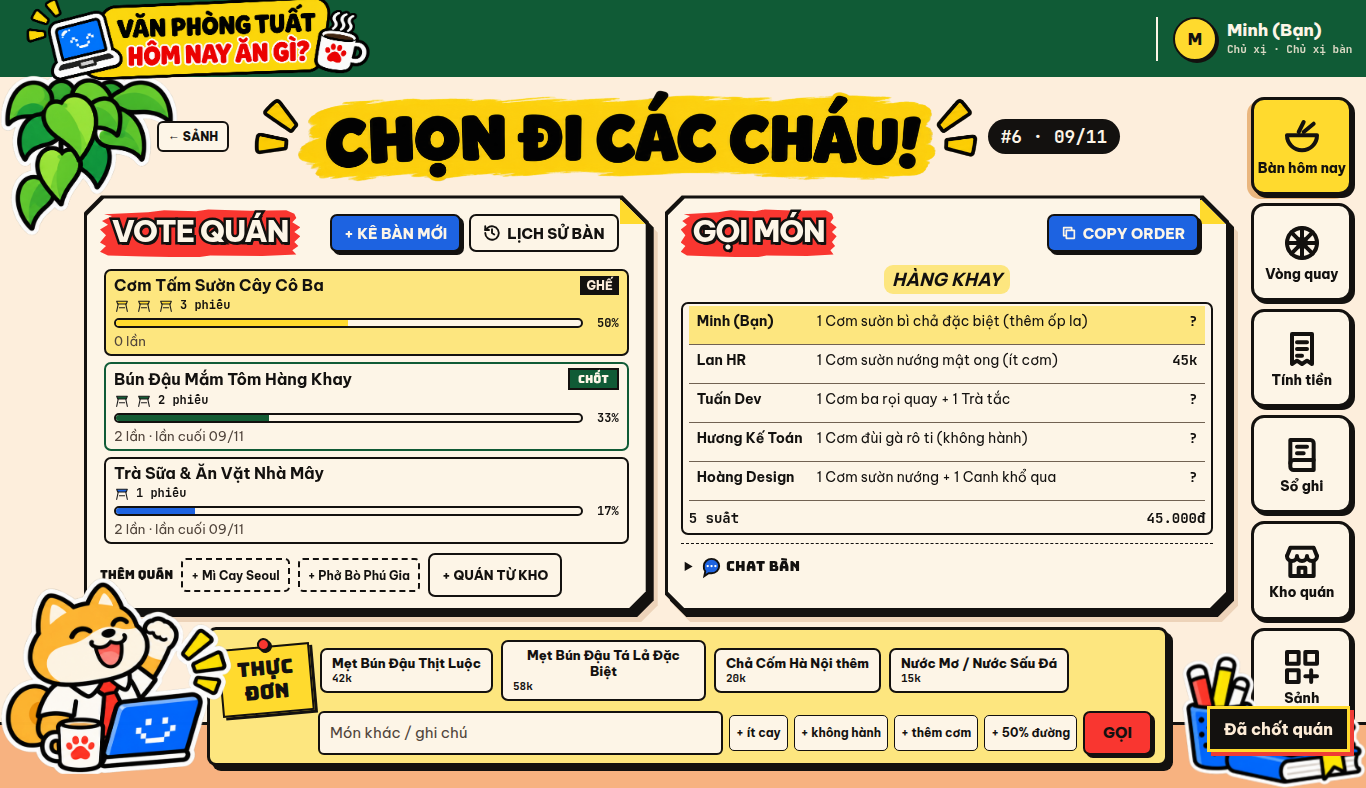 VĂN PHÒNG TUẤT
HÔM NAY ĂN GÌ?
M
Minh (Bạn)
Chủ xị · Chủ xị bàn
← SẢNH
CHỌN ĐI CÁC CHÁU!
#6 · 09/11
VOTE QUÁN
+ KÊ BÀN MỚI
LỊCH SỬ BÀN
Cơm Tấm Sườn Cây Cô Ba
GHẾ
3 phiếu
50%
0 lần
Bún Đậu Mắm Tôm Hàng Khay
CHỐT
2 phiếu
33%
2 lần · lần cuối 09/11
Trà Sữa & Ăn Vặt Nhà Mây
1 phiếu
17%
2 lần · lần cuối 09/11
THÊM QUÁN
+ Mì Cay Seoul
+ Phở Bò Phú Gia
+ QUÁN TỪ KHO
GỌI MÓN
COPY ORDER
HÀNG KHAY
Minh (Bạn) 1 Cơm sườn bì chả đặc biệt (thêm ốp la) ?
Lan HR 1 Cơm sườn nướng mật ong (ít cơm) 45k
Tuấn Dev 1 Cơm ba rọi quay + 1 Trà tắc ?
Hương Kế Toán 1 Cơm đùi gà rô ti (không hành) ?
Hoàng Design 1 Cơm sườn nướng + 1 Canh khổ qua ?
5 suất 45.000đ
CHAT BÀN
Bàn hôm nay
Vòng quay
Tính tiền
Sổ ghi
Kho quán
Sảnh
THỰC
ĐƠN
Mẹt Bún Đậu Thịt Luộc
42k
Mẹt Bún Đậu Tá Lả Đặc
Biệt
58k
Chả Cốm Hà Nội thêm
20k
Nước Mơ / Nước Sấu Đá
15k
Món khác / ghi chú
+ ít cay
+ không hành
+ thêm cơm
+ 50% đường
GỌI
Đã chốt quán